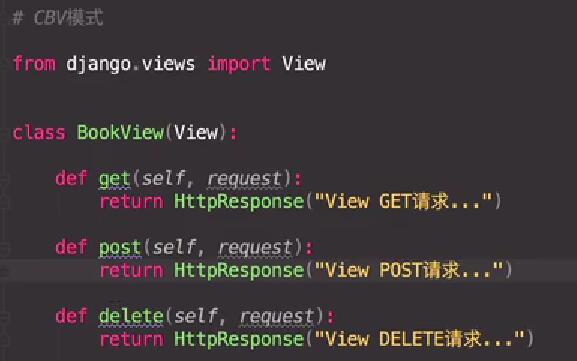 # CBV模式
from django.views import View
class BookView(View):
def get(self, request):
return HttpResponse("View GET请求...")
def post(self, request):
return HttpResponse("View POST请求...")
def delete(self, request):
return HttpResponse("View DELETE请求...")